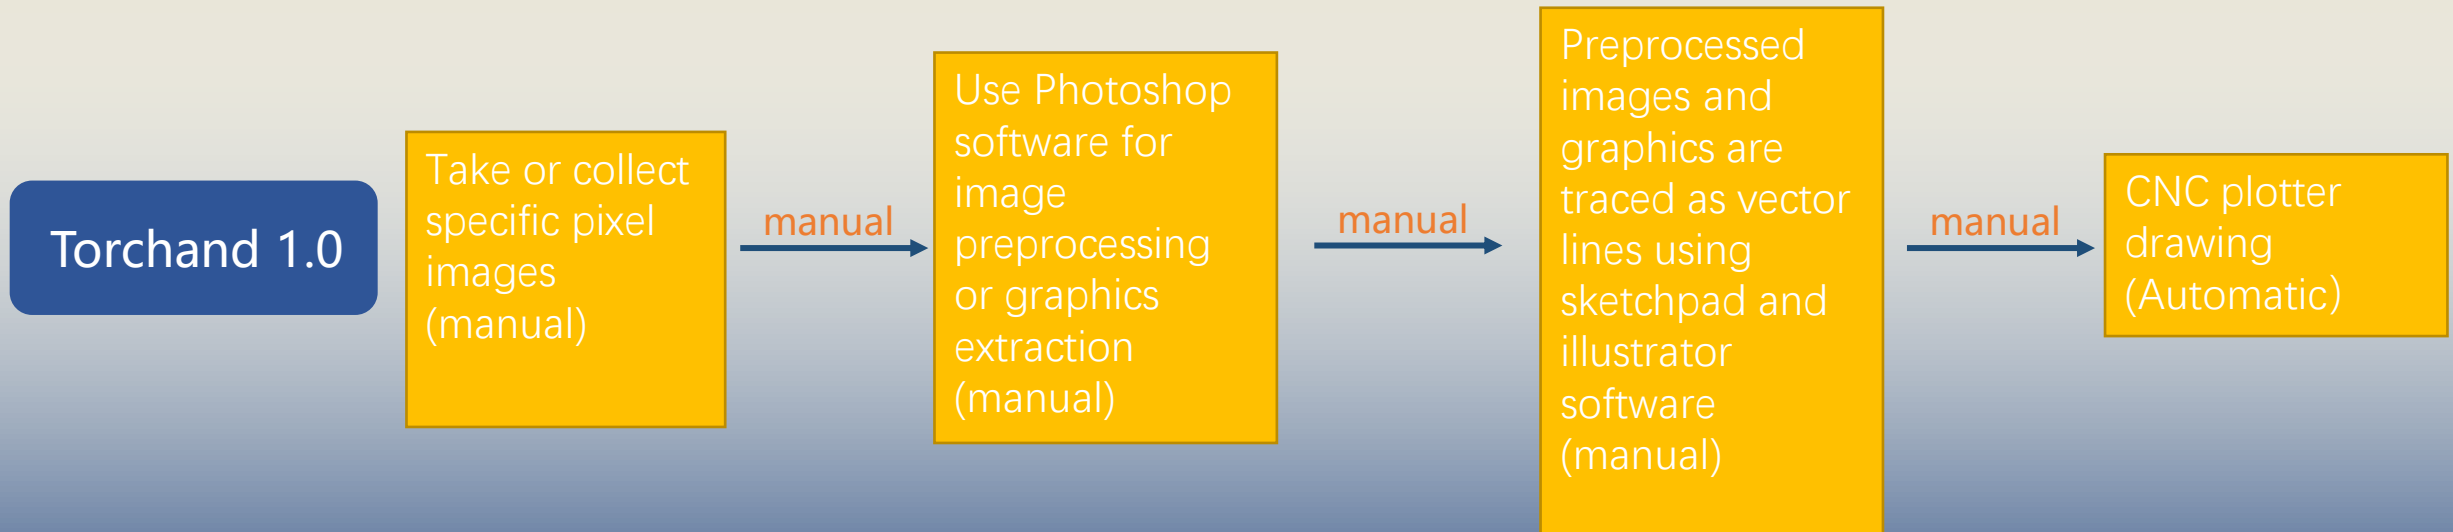 Torchand 1.0
Take or collect
specific pixel
images
(manual)
manual
Use Photoshop
software for
image
preprocessing
or graphics
extraction
(manual)
manual
Preprocessed
images and
graphics are
traced as vector
lines using
sketchpad and
illustrator
software
(manual)
manual
CNC plotter
drawing
(Automatic)